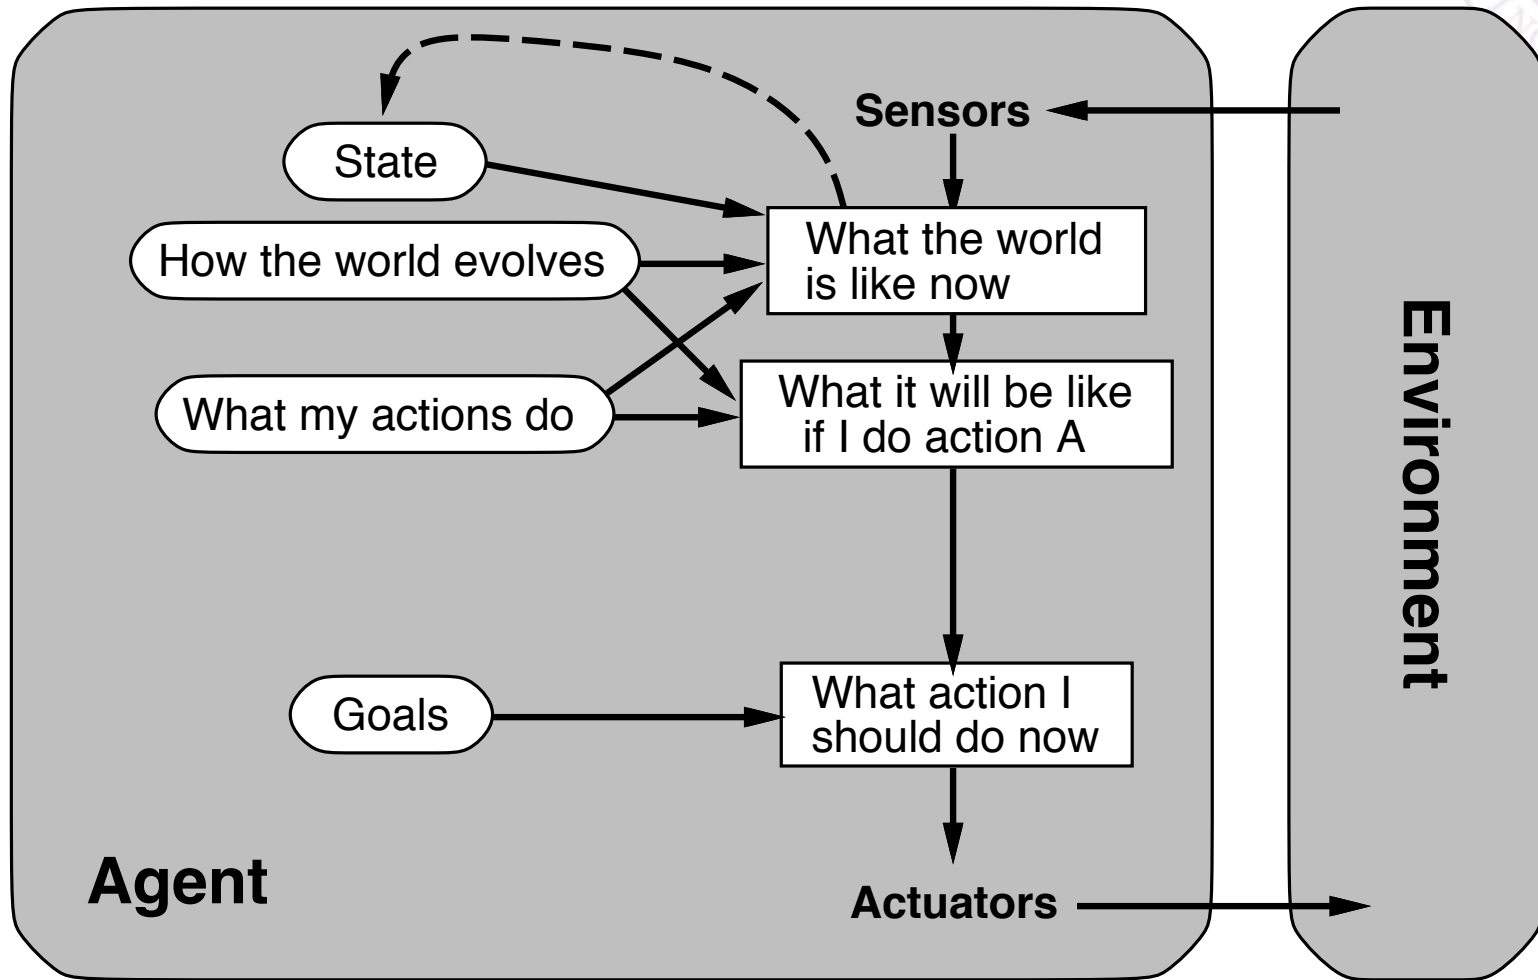 Sensors
State
What the world
is like now
How the world evolves
What it will be like
if I do action A
What my actions do
What action I
should do now
Goals
Agent
Actuators
Environment